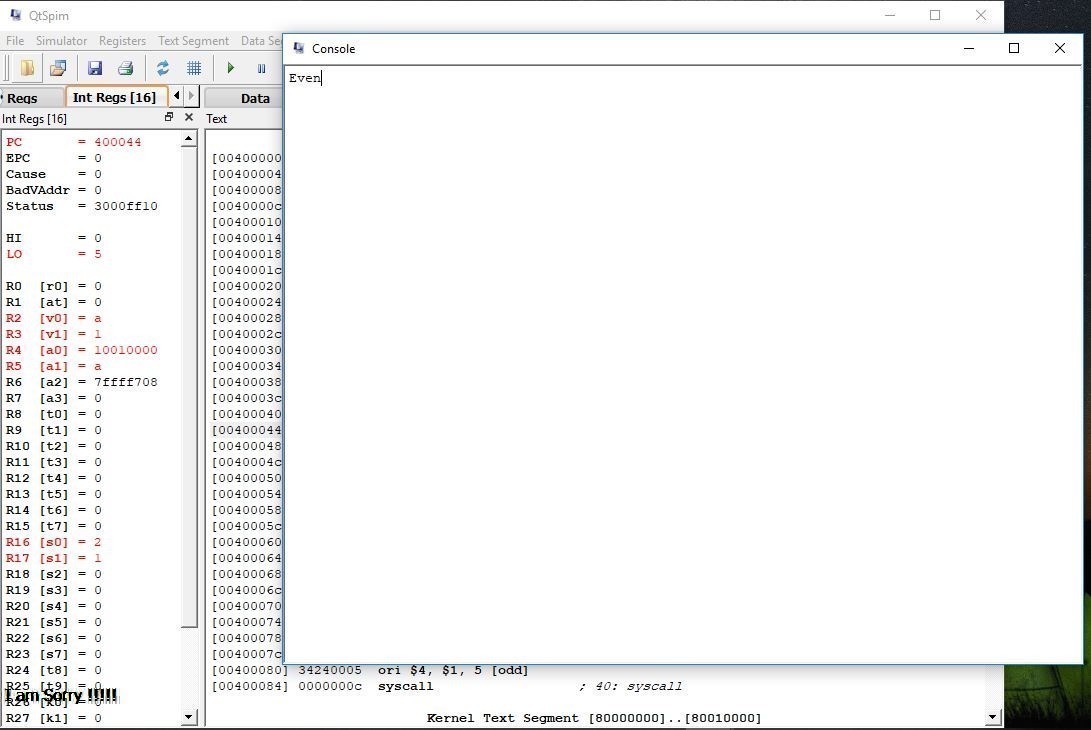 QtSpim
File Simulator Registers Text Segment Data Se
Console
Even
Regs Int Regs [16] Data
Int Regs [16] Text
PC = 400044
EPC = 0
Cause = 0
BadVAddr = 0
Status = 3000ff10
HI = 0
LO = 5
R0 [r0] = 0
R1 [at] = 0
R2 [v0] = a
R3 [v1] = 1
R4 [a0] = 10010000
R5 [a1] = a
R6 [a2] = 7ffff708
R7 [a3] = 0
R8 [t0] = 0
R9 [t1] = 0
R10 [t2] = 0
R11 [t3] = 0
R12 [t4] = 0
R13 [t5] = 0
R14 [t6] = 0
R15 [t7] = 0
R16 [s0] = 2
R17 [s1] = 1
R18 [s2] = 0
R19 [s3] = 0
R20 [s4] = 0
R21 [s5] = 0
R22 [s6] = 0
R23 [s7] = 0
R24 [t8] = 0
R25 [t9] = 0
I am Sorry !!!!!
R26 [k0] = 0
R27 [k1] = 0
[00400000
[00400004
[00400008
[0040000c
[00400010
[00400014
[00400018
[0040001c
[00400020
[00400024
[00400028
[0040002c
[00400030
[00400034
[00400038
[0040003c
[00400040
[00400044
[00400048
[0040004c
[00400050
[00400054
[00400058
[0040005c
[00400060
[00400064
[00400068
[0040006c
[00400070
[00400074
[00400078
[0040007c
[00400080] 34240005 ori $4, $1, 5 [odd]
[00400084] 0000000c syscall ; 40: syscall
Kernel Text Segment [80000000]..[80010000]